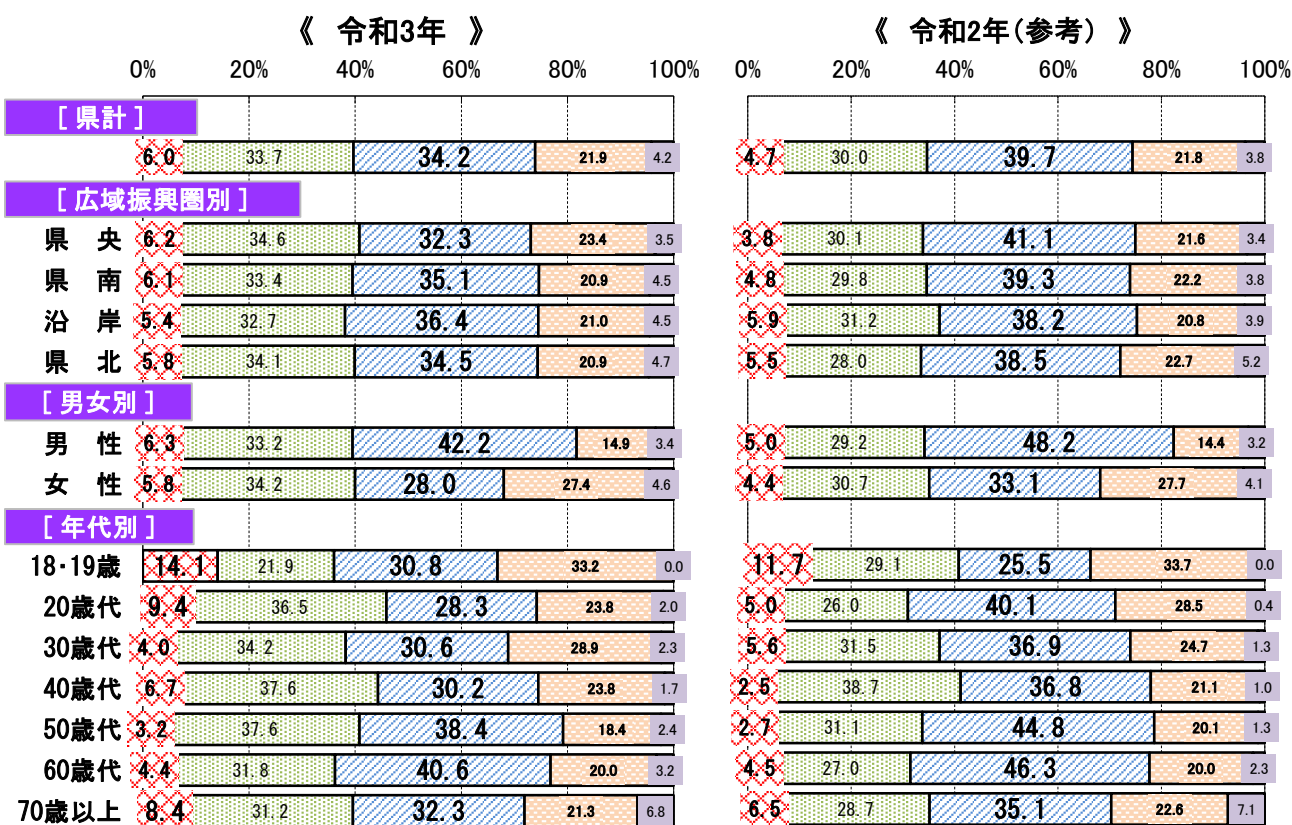 《 令和3年 》 《 令和2年(参考) 》
0% 20% 40% 60% 80% 100% 0% 20% 40% 60% 80% 100%
[ 県計 ]
6.0 33.7 34.2 21.9 4.2 4.7 30.0 39.7 21.8 3.8
[ 広域振興圏別 ]
県 央 6.2 34.6 32.3 23.4 3.5 3.8 30.1 41.1 21.6 3.4
県 南 6.1 33.4 35.1 20.9 4.5 4.8 29.8 39.3 22.2 3.8
沿 岸 5.4 32.7 36.4 21.0 4.5 5.9 31.2 38.2 20.8 3.9
県 北 5.8 34.1 34.5 20.9 4.7 5.5 28.0 38.5 22.7 5.2
[ 男女別 ]
男 性 6.3 33.2 42.2 14.9 3.4 5.0 29.2 48.2 14.4 3.2
女 性 5.8 34.2 28.0 27.4 4.6 4.4 30.7 33.1 27.7 4.1
[ 年代別 ]
18・19歳 14.1 21.9 30.8 33.2 0.0 11.7 29.1 25.5 33.7 0.0
20歳代 9.4 36.5 28.3 23.8 2.0 5.0 26.0 40.1 28.5 0.4
30歳代 4.0 34.2 30.6 28.9 2.3 5.6 31.5 36.9 24.7 1.3
40歳代 6.7 37.6 30.2 23.8 1.7 2.5 38.7 36.8 21.1 1.0
50歳代 3.2 37.6 38.4 18.4 2.4 2.7 31.1 44.8 20.1 1.3
60歳代 4.4 31.8 40.6 20.0 3.2 4.5 27.0 46.3 20.0 2.3
70歳以上 8.4 31.2 32.3 21.3 6.8 6.5 28.7 35.1 22.6 7.1